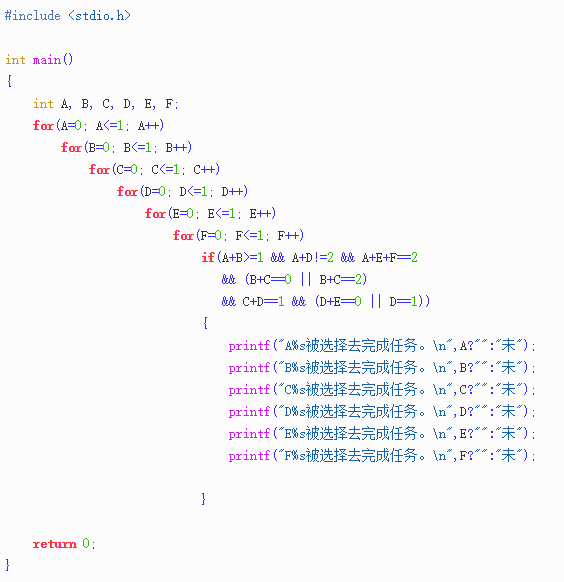 #include <stdio.h>
int main()
{
    int A, B, C, D, E, F;
    for(A=0; A<=1; A++)
        for(B=0; B<=1; B++)
            for(C=0; C<=1; C++)
                for(D=0; D<=1; D++)
                    for(E=0; E<=1; E++)
                        for(F=0; F<=1; F++)
                            if(A+B>=1 && A+D!=2 && A+E+F==2
                               && (B+C==0 || B+C==2)
                               && C+D==1 && (D+E==0 || D==1))
                            {
                                printf("A%s被选择去完成任务。\n",A?"":"未");
                                printf("B%s被选择去完成任务。\n",B?"":"未");
                                printf("C%s被选择去完成任务。\n",C?"":"未");
                                printf("D%s被选择去完成任务。\n",D?"":"未");
                                printf("E%s被选择去完成任务。\n",E?"":"未");
                                printf("F%s被选择去完成任务。\n",F?"":"未");
                            }
    return 0;
}